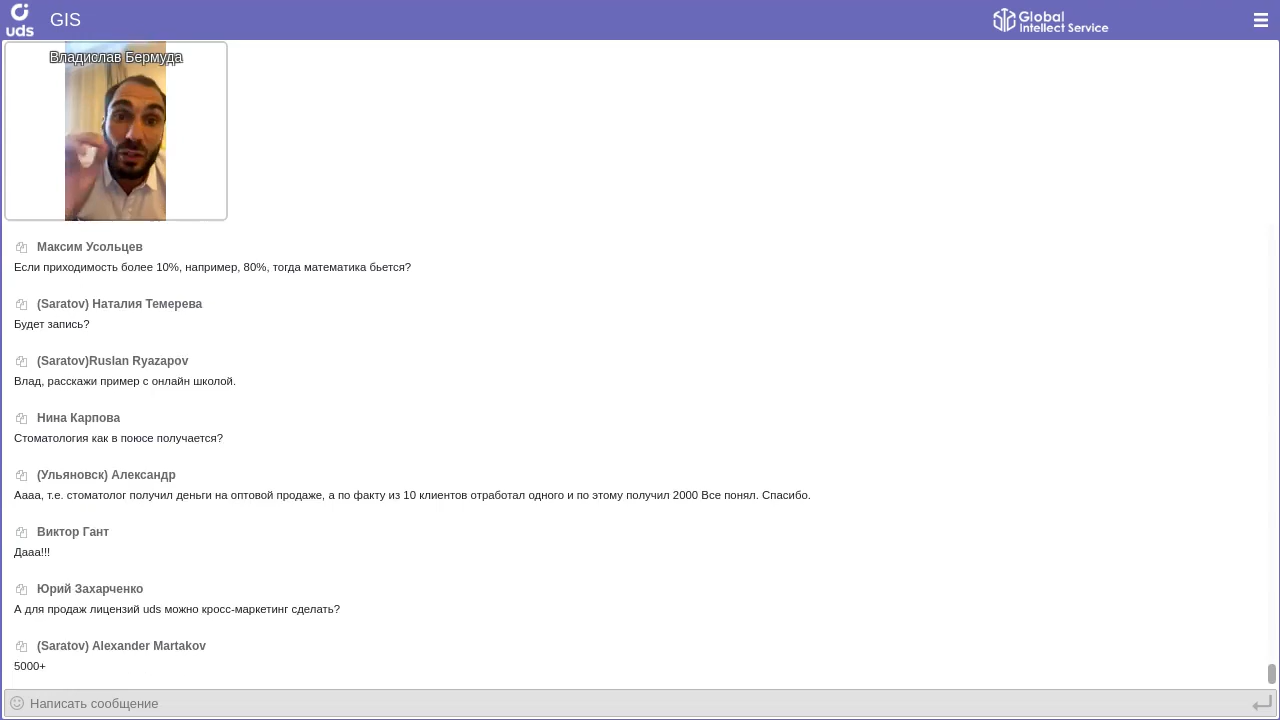 uds
GIS
Global
Intellect Service
Владислав Бермуда
Максим Усольцев
Если приходимость более 10%, например, 80%, тогда математика бьется?
(Saratov) Наталия Темерева
Будет запись?
(Saratov)Ruslan Ryazapov
Влад, расскажи пример с онлайн школой.
Нина Карпова
Стоматология как в поюсе получается?
(Ульяновск) Александр
Аааа, т.е. стоматолог получил деньги на оптовой продаже, а по факту из 10 клиентов отработал одного и по этому получил 2000 Все понял. Спасибо.
Виктор Гант
Дааа!!!
Юрий Захарченко
А для продаж лицензий uds можно кросс-маркетинг сделать?
(Saratov) Alexander Martakov
5000+
Написать сообщение